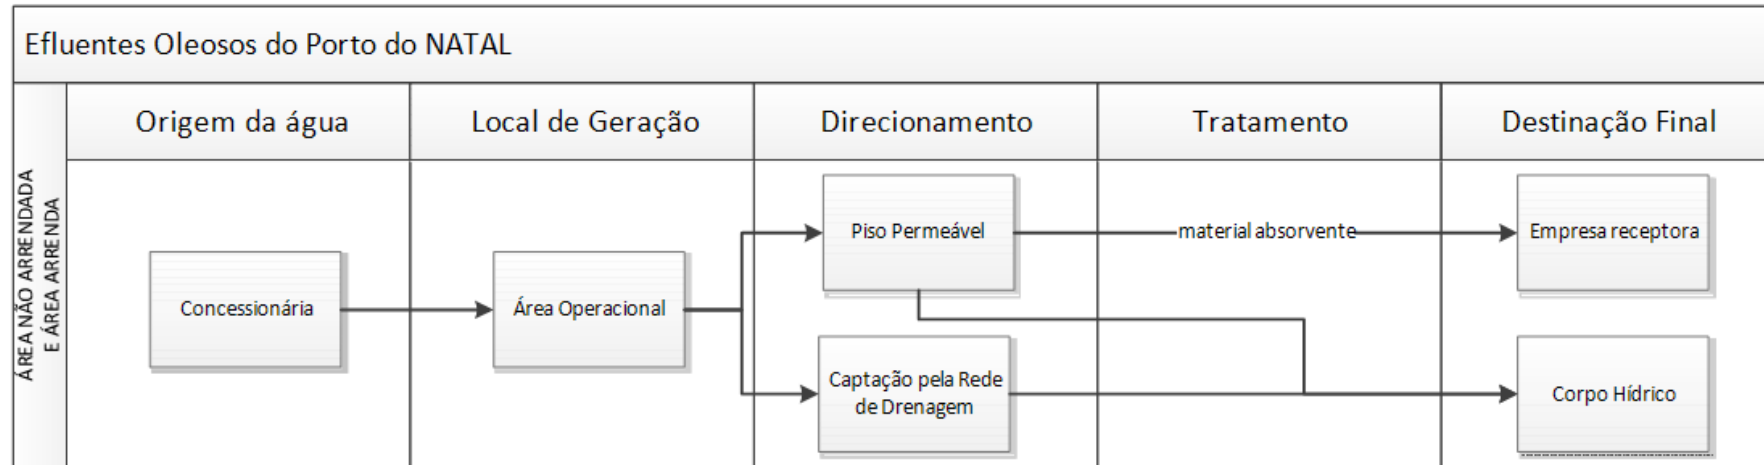 Efluentes Oleosos do Porto do NATAL
Origem da água
Local de Geração
Direcionamento
Tratamento
Destinação Final
ÁREA NÃO ARRENDADA
E ÁREA ARRENDA
Concessionária
Área Operacional
Piso Permeável
material absorvente
Empresa receptora
Captação pela Rede
de Drenagem
Corpo Hídrico